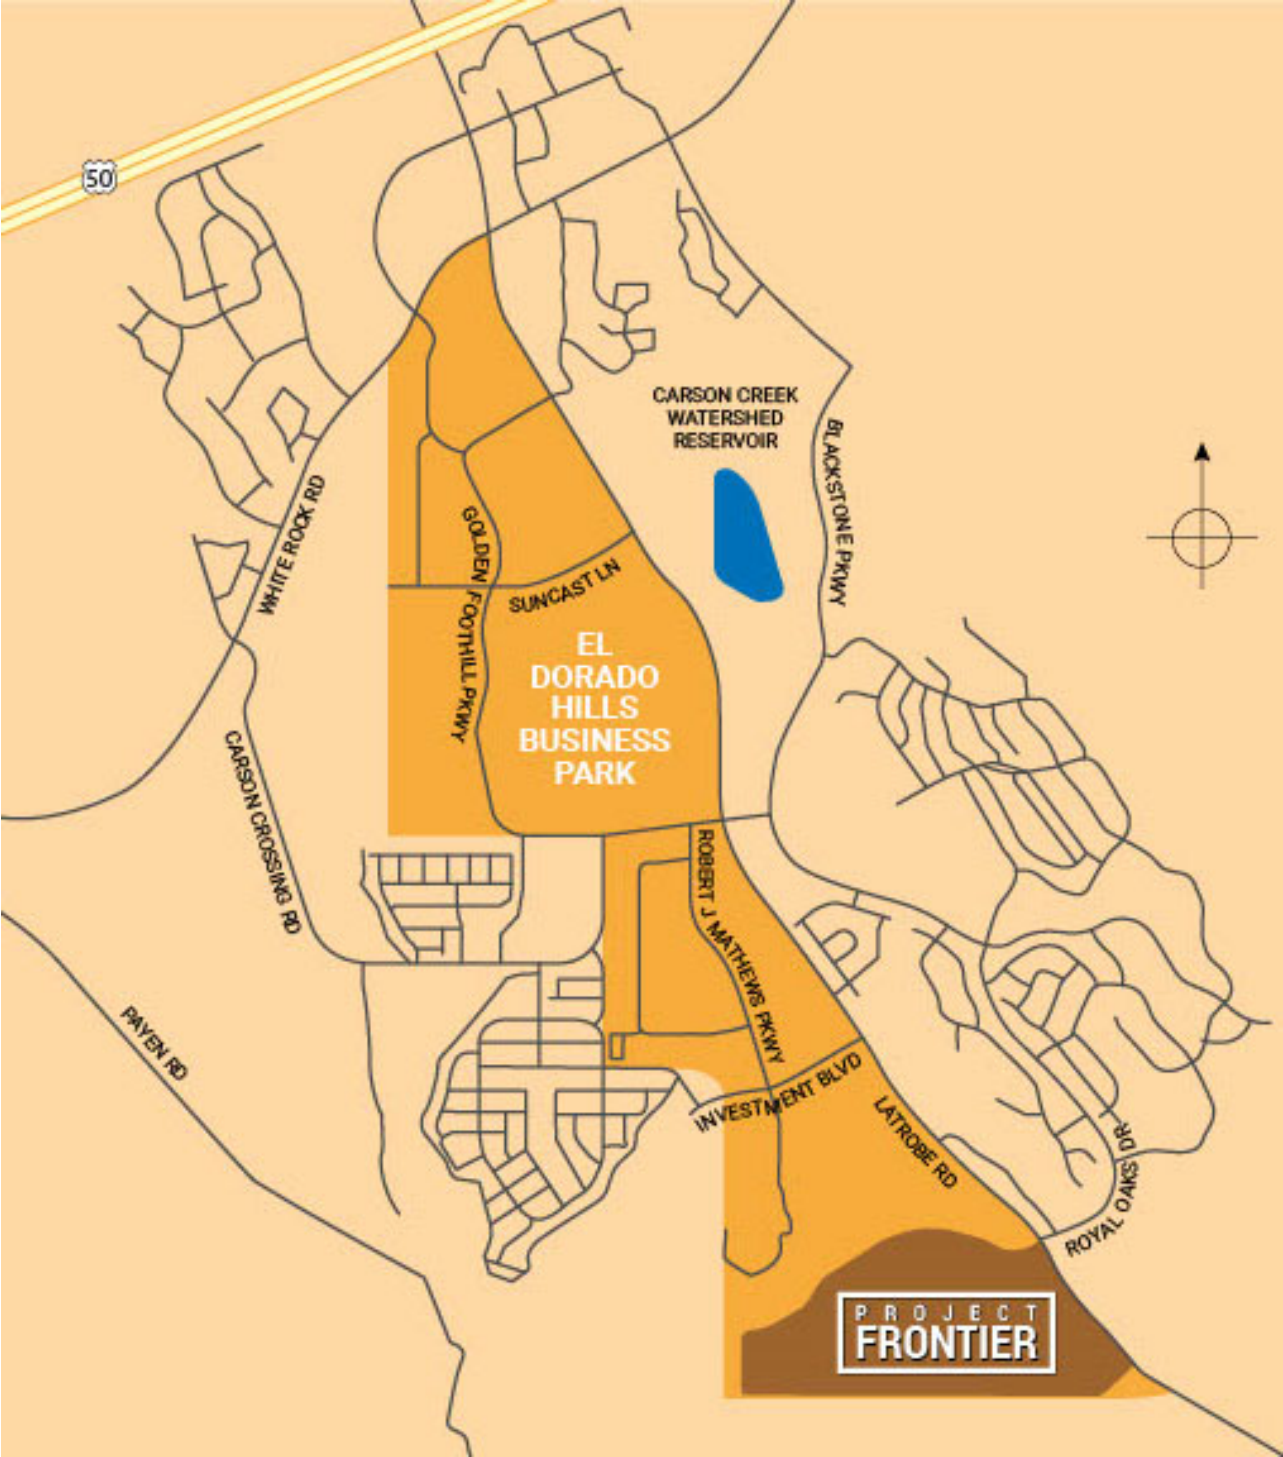 50
CARSON CREEK
WATERSHED
RESERVOIR
BLACKSTONE PKWY
WHITE ROCK RD
GOLDEN FOOTHILL PKWY
SUNCAST LN
EL
DORADO
HILLS
BUSINESS
PARK
CARSON CROSSING RD
ROBERT J MATHEWS PKWY
PAYEN RD
INVESTMENT BLVD
LATROBE RD
ROYAL OAKS DR
PROJECT
FRONTIER